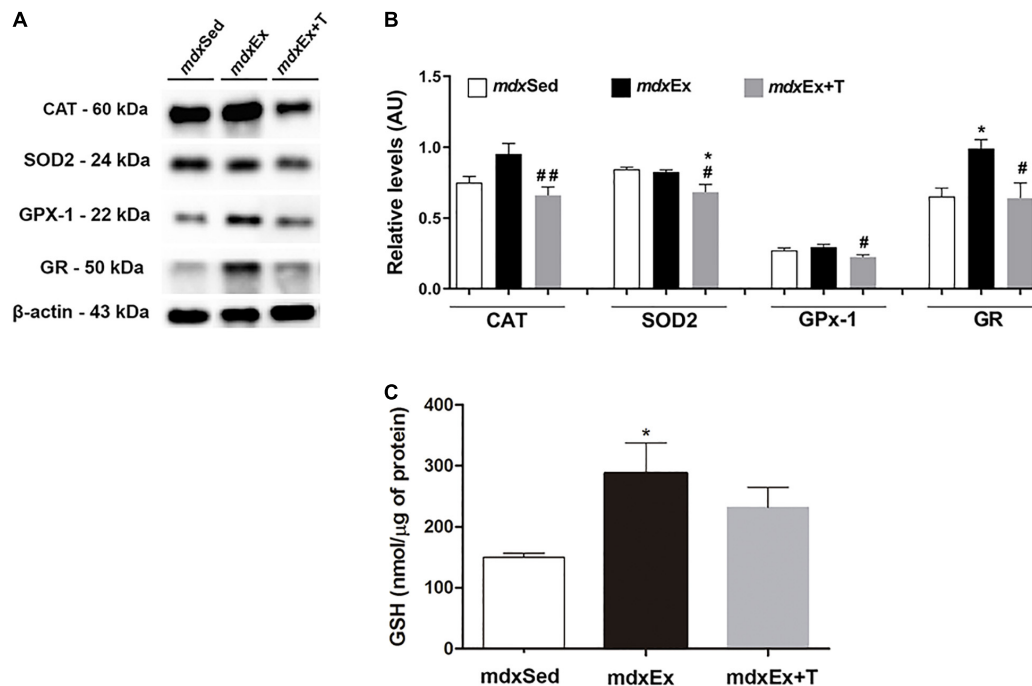 A
mdxSed
mdxEx
mdxEx+T
CAT - 60 kDa
SOD2 - 24 kDa
GPX-1 - 22 kDa
GR - 50 kDa
β-actin - 43 kDa
B
mdxSed
mdxEx
mdxEx+T
Relative levels (AU)
1.5
1.0
0.5
0.0
##
*
#
#
*
#
CAT
SOD2
GPx-1
GR
C
GSH (nmol/µg of protein)
400
300
200
100
0
*
mdxSed
mdxEx
mdxEx+T